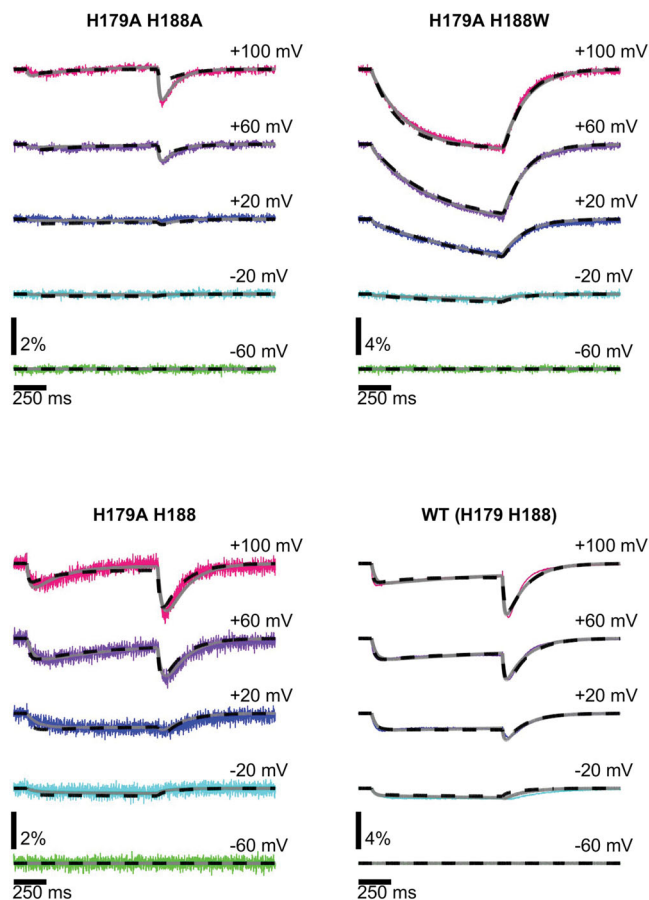 H179A H188A
+100 mV
+60 mV
+20 mV
-20 mV
2%
-60 mV
250 ms
H179A H188W
+100 mV
+60 mV
+20 mV
-20 mV
4%
-60 mV
250 ms
H179A H188
+100 mV
+60 mV
+20 mV
-20 mV
2%
-60 mV
250 ms
WT (H179 H188)
+100 mV
+60 mV
+20 mV
-20 mV
4%
-60 mV
250 ms